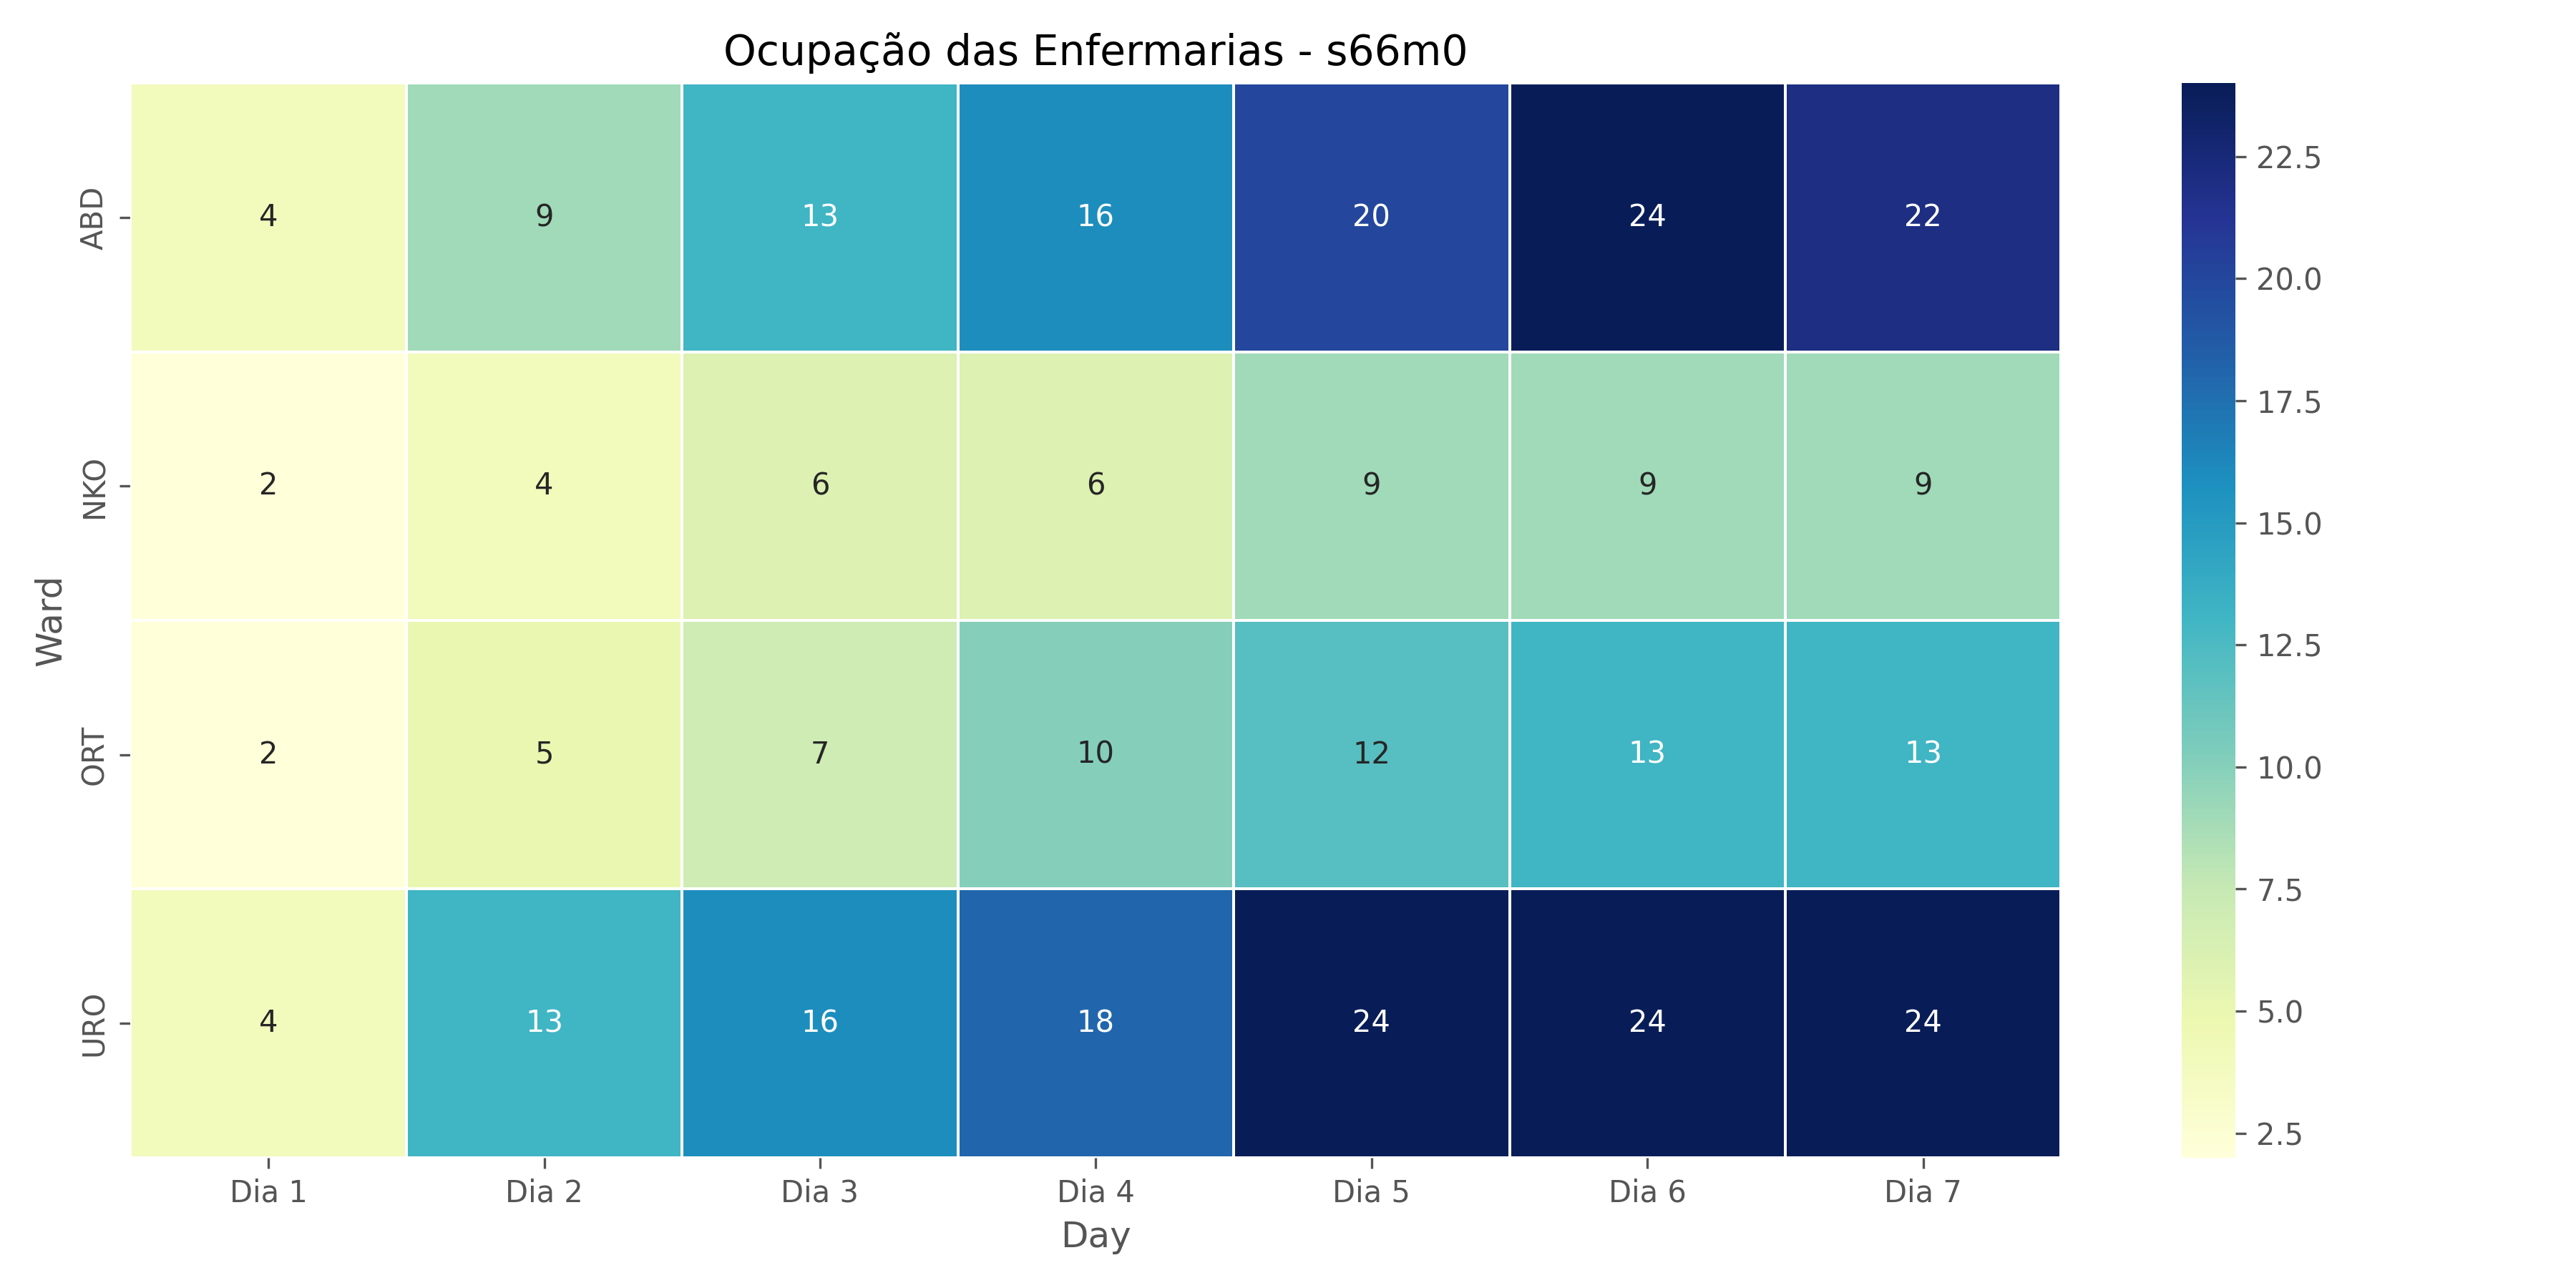 Ocupação das Enfermarias - s66m0
Ward
ABD 4 9 13 16 20 24 22
NKO 2 4 6 6 9 9 9
ORT 2 5 7 10 12 13 13
URO 4 13 16 18 24 24 24
Dia 1 Dia 2 Dia 3 Dia 4 Dia 5 Dia 6 Dia 7
Day
22.5
20.0
17.5
15.0
12.5
10.0
7.5
5.0
2.5